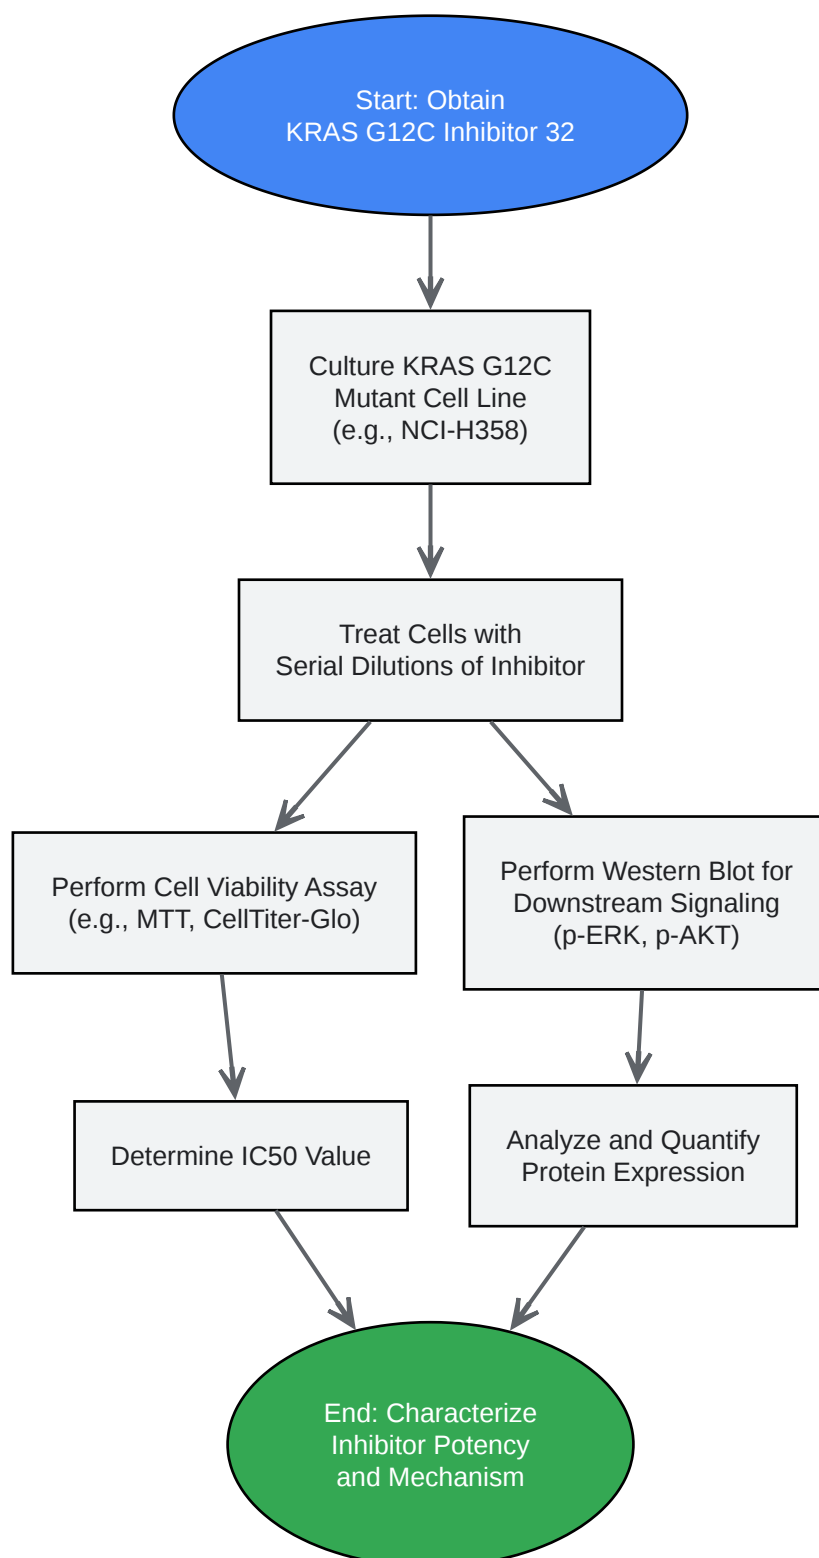 Start: Obtain
KRAS G12C Inhibitor 32
Culture KRAS G12C
Mutant Cell Line
(e.g., NCI-H358)
Treat Cells with
Serial Dilutions of Inhibitor
Perform Cell Viability Assay
(e.g., MTT, CellTiter-Glo)
Perform Western Blot for
Downstream Signaling
(p-ERK, p-AKT)
Determine IC50 Value
Analyze and Quantify
Protein Expression
End: Characterize
Inhibitor Potency
and Mechanism